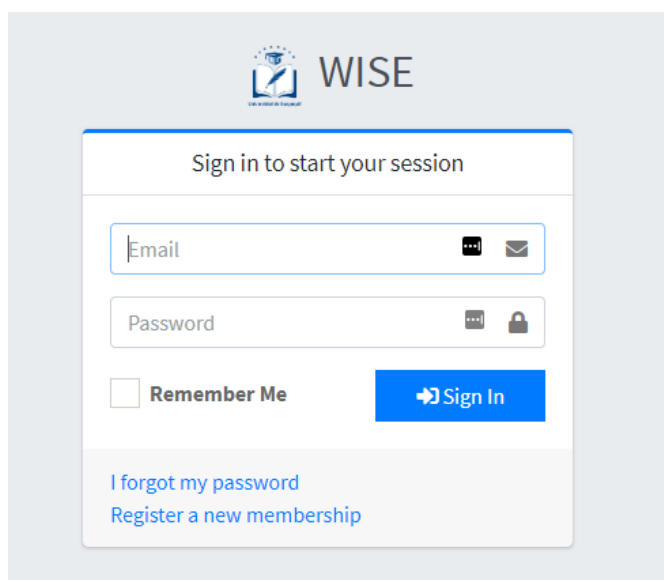 WISE
Sign in to start your session
Email
Password
Remember Me
Sign In
I forgot my password
Register a new membership